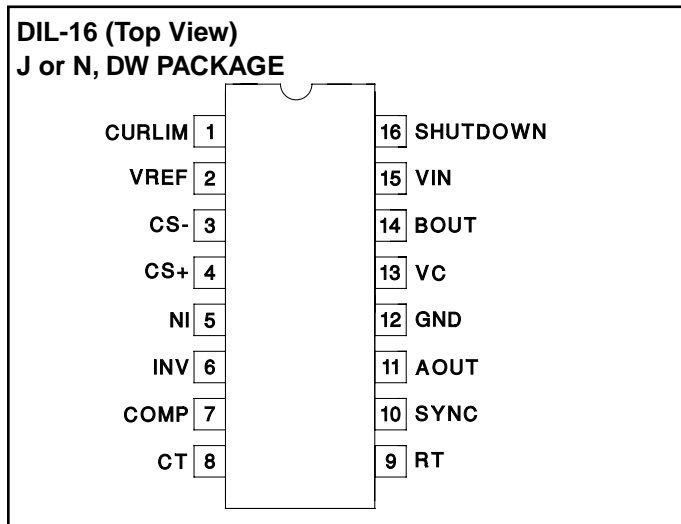 DIL-16 (Top View)
J or N, DW PACKAGE
CURLIM 1 16 SHUTDOWN
VREF 2 15 VIN
CS- 3 14 BOUT
CS+ 4 13 VC
NI 5 12 GND
INV 6 11 AOUT
COMP 7 10 SYNC
CT 8 9 RT